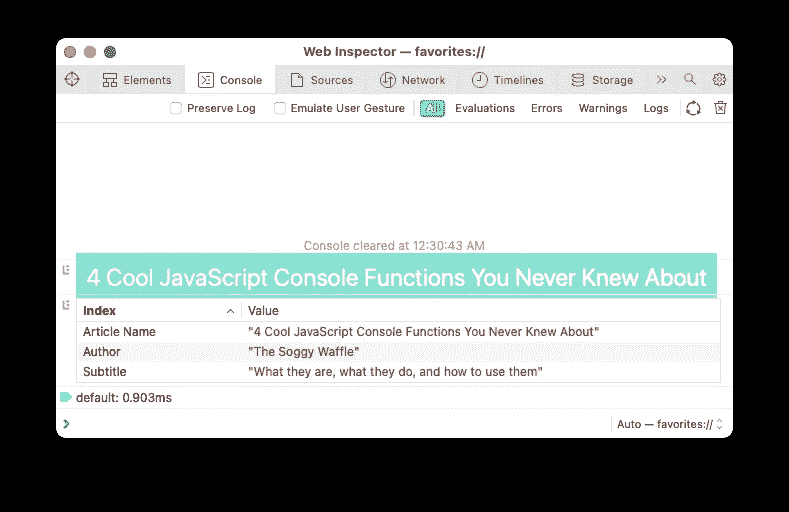 Web Inspector — favorites://
Elements Console Sources Network Timelines Storage
Preserve Log Emulate User Gesture All Evaluations Errors Warnings Logs
Console cleared at 12:30:43 AM
4 Cool JavaScript Console Functions You Never Knew About
Index Value
Article Name "4 Cool JavaScript Console Functions You Never Knew About"
Author "The Soggy Waffle"
Subtitle "What they are, what they do, and how to use them"
default: 0.903ms
Auto — favorites://